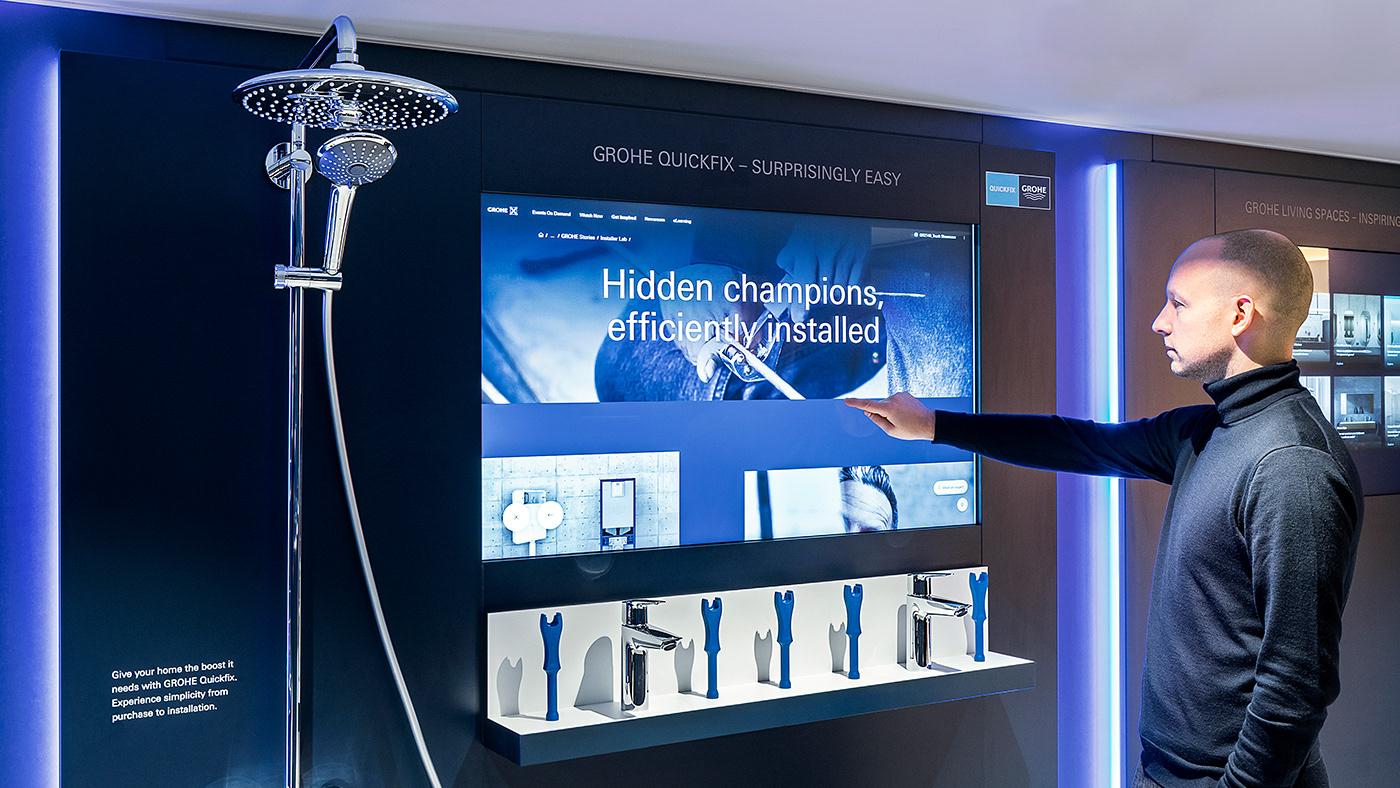 GROHE QUICKFIX – SURPRISINGLY EASY
QUICKFIX GROHE
GROHE LIVING SPACES – INSPIRING
GROHE
Events On Demand Watch Now Get Inspired Newsroom eLearning
/ ... / GROHE Stories / Installer Lab /
Hidden champions,
efficiently installed
Give your home the boost it
needs with GROHE Quickfix.
Experience simplicity from
purchase to installation.